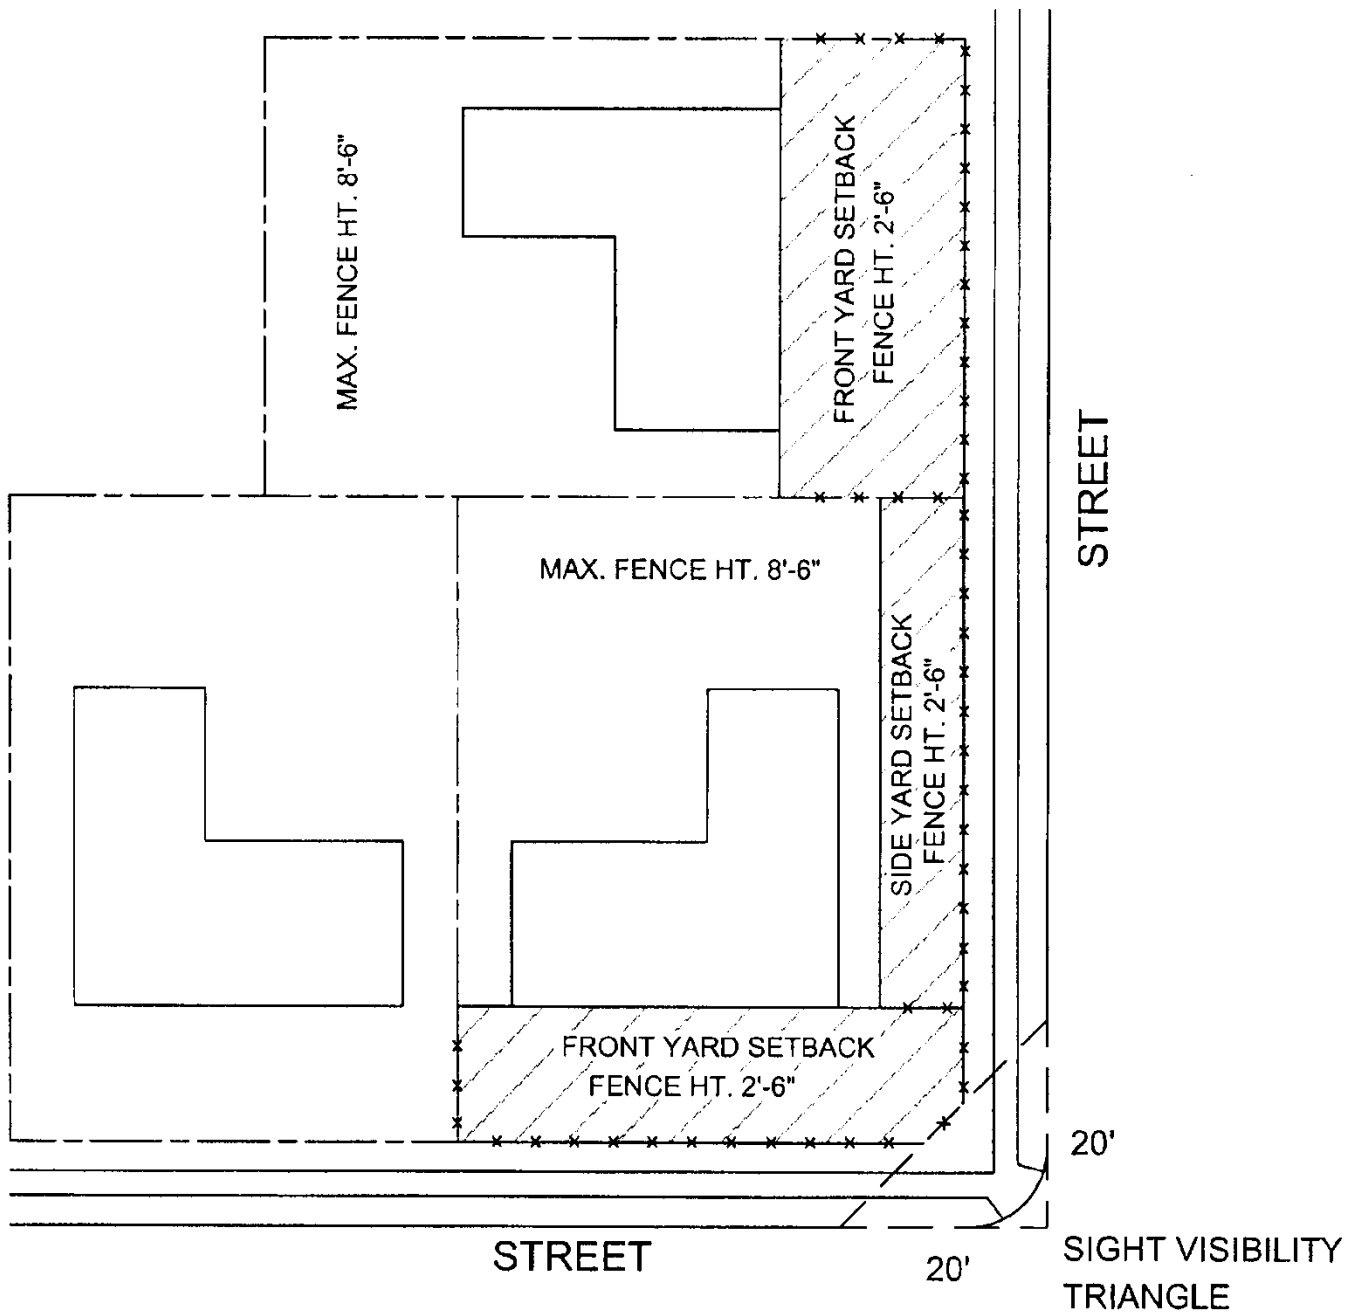 MAX. FENCE HT. 8'-6"
FRONT YARD SETBACK
FENCE HT. 2'-6"
STREET
MAX. FENCE HT. 8'-6"
SIDE YARD SETBACK
FENCE HT. 2'-6"
FRONT YARD SETBACK
FENCE HT. 2'-6"
20'
STREET
20'
SIGHT VISIBILITY
TRIANGLE